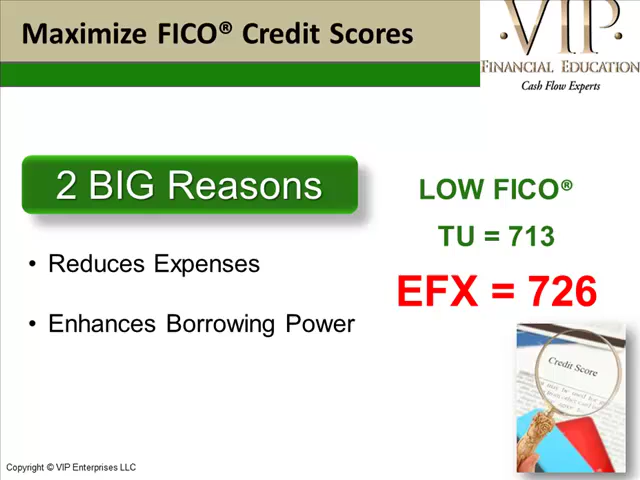 Maximize FICO® Credit Scores
VIP
FINANCIAL EDUCATION
Cash Flow Experts
2 BIG Reasons
• Reduces Expenses
• Enhances Borrowing Power
LOW FICO®
TU = 713
EFX = 726
Credit Score
Copyright © VIP Enterprises LLC